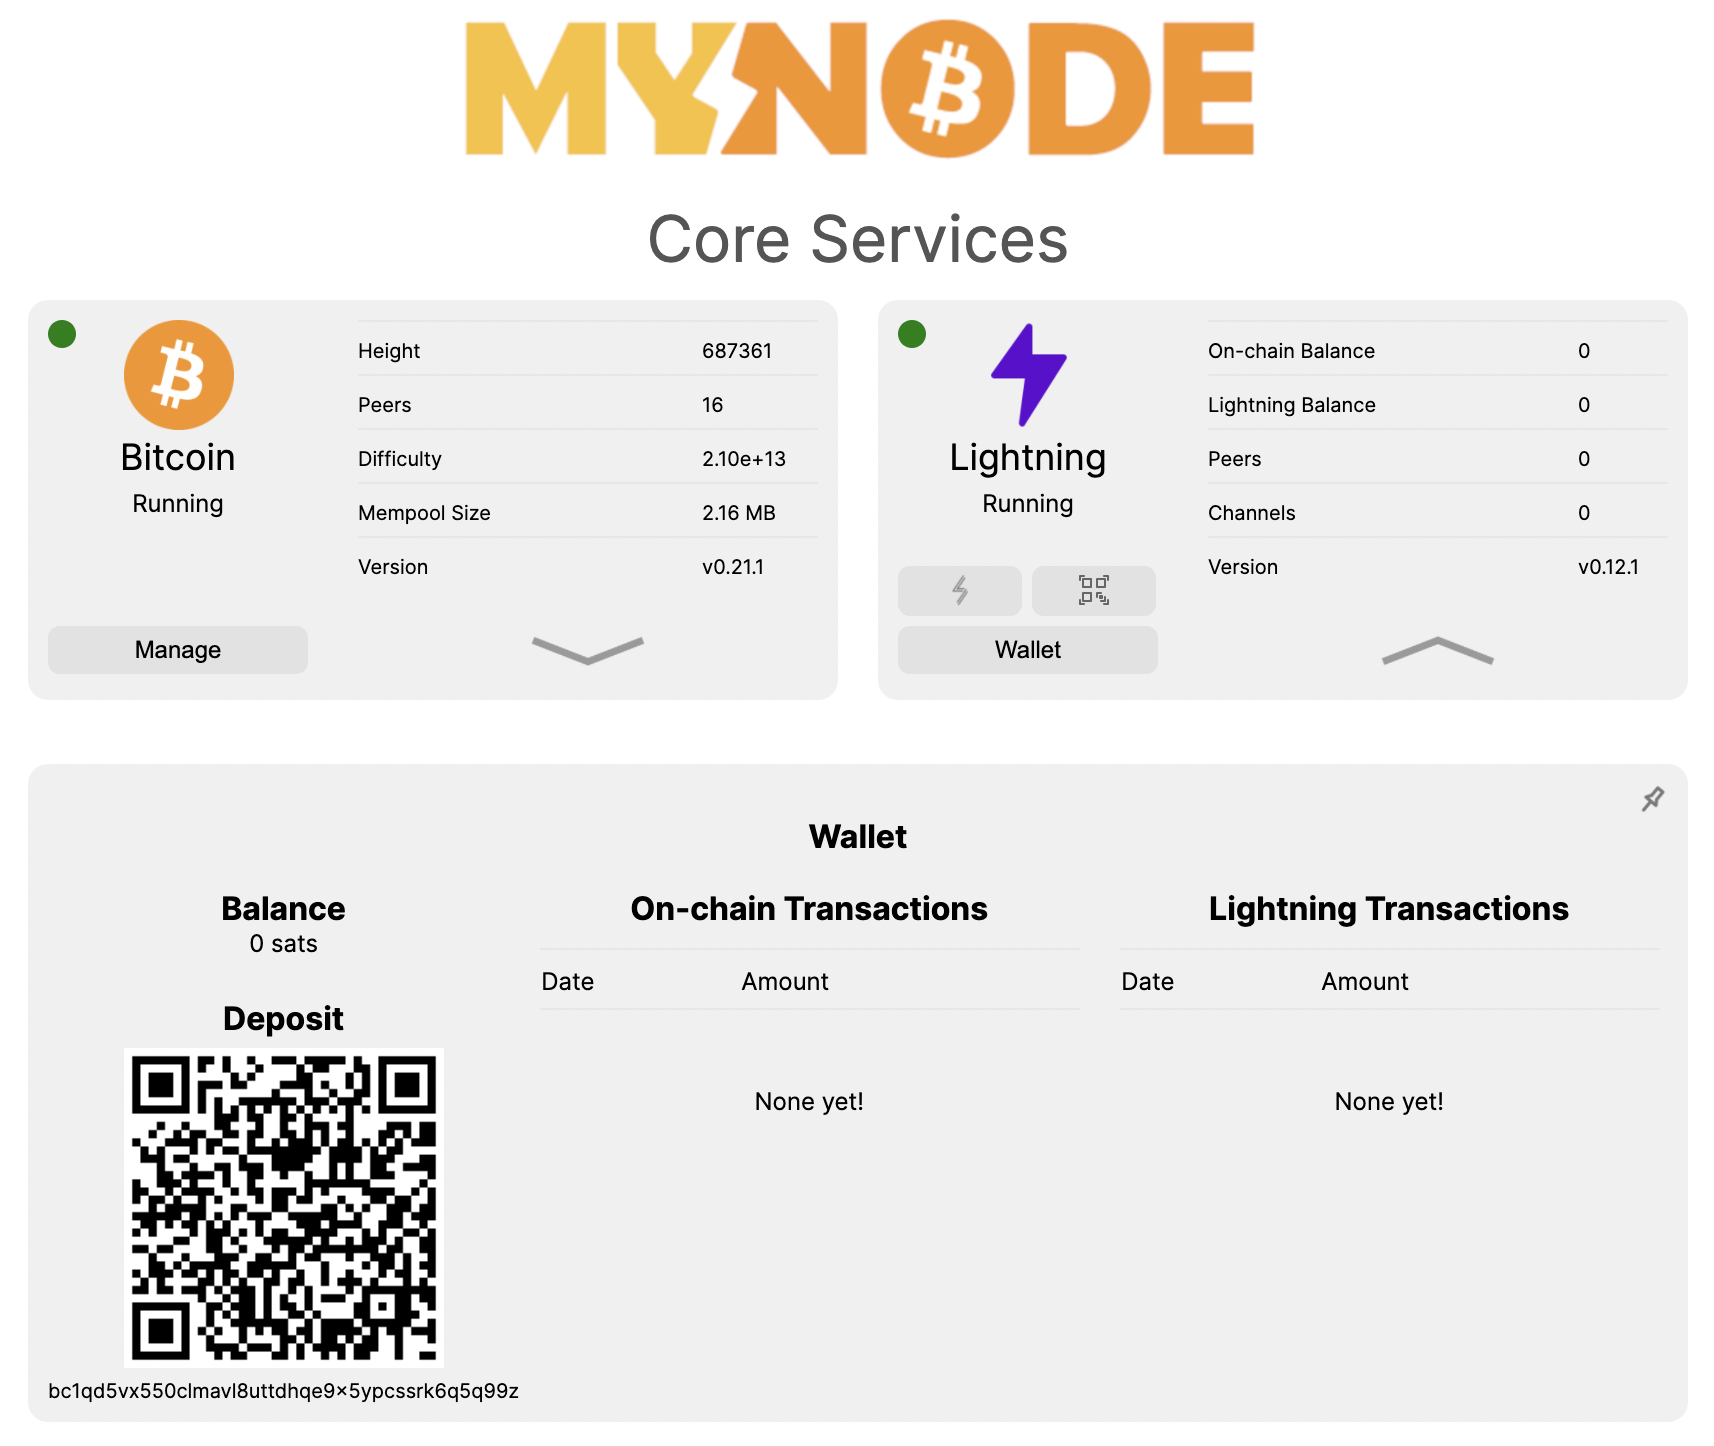 MYNODE
Core Services
Bitcoin
Running
Height 687361
Peers 16
Difficulty 2.10e+13
Mempool Size 2.16 MB
Version v0.21.1
Manage
Lightning
Running
On-chain Balance 0
Lightning Balance 0
Peers 0
Channels 0
Version v0.12.1
Wallet
Wallet
Balance
0 sats
Deposit
bc1qd5vx550clmavl8uttdhqe9x5ypcssrk6q5q99z
On-chain Transactions
Date Amount
None yet!
Lightning Transactions
Date Amount
None yet!